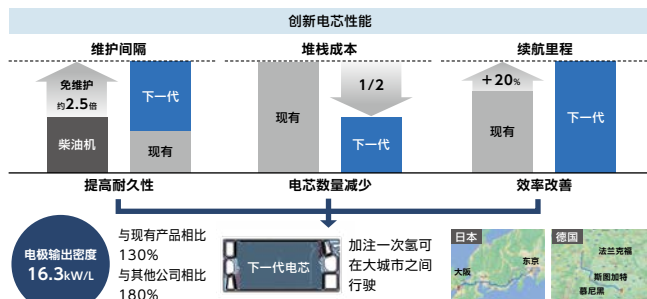 创新电芯性能
维护间隔
堆栈成本
续航里程
免维护
约2.5倍
柴油机
下一代
现有
现有
1/2
下一代
+20%
现有
下一代
提高耐久性
电芯数量减少
效率改善
电极输出密度
16.3kW/L
与现有产品相比
130%
与其他公司相比
180%
下一代电芯
加注一次氢可
在大城市之间
行驶
日本
大阪
东京
德国
法兰克福
斯图加特
慕尼黑